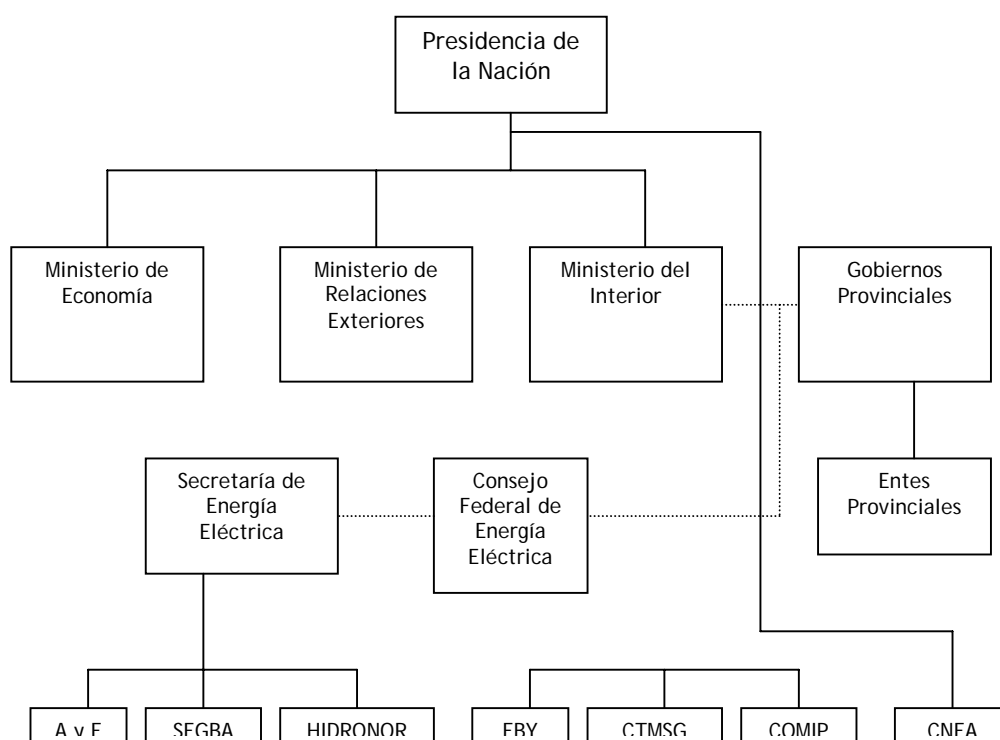 Presidencia de
la Nación
Ministerio de
Economía
Ministerio de
Relaciones
Exteriores
Ministerio del
Interior
Gobiernos
Provinciales
Secretaría de
Energía
Eléctrica
Consejo
Federal de
Energía
Eléctrica
Entes
Provinciales
A y E
SEGBA
HIDRONOR
EBY
CTMSG
COMIP
CNEA